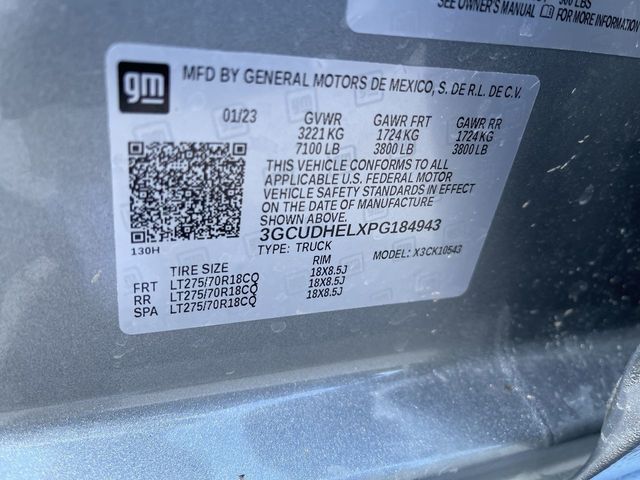 500 LBS
SEE OWNER'S MANUAL FOR MORE INFORMATION
gm
MFD BY GENERAL MOTORS DE MEXICO, S. DE R.L. DE C.V.
01/23 GVWR GAWR FRT GAWR RR
3221 KG 1724 KG 1724 KG
7100 LB 3800 LB 3800 LB
THIS VEHICLE CONFORMS TO ALL
APPLICABLE U.S. FEDERAL MOTOR
VEHICLE SAFETY STANDARDS IN EFFECT
ON THE DATE OF MANUFACTURE
SHOWN ABOVE.
3GCUDHELXPG184943
130H TYPE: TRUCK MODEL: X3CK10543
TIRE SIZE RIM
FRT LT275/70R18CQ 18X8.5J
RR LT275/70R18CQ 18X8.5J
SPA LT275/70R18CQ 18X8.5J